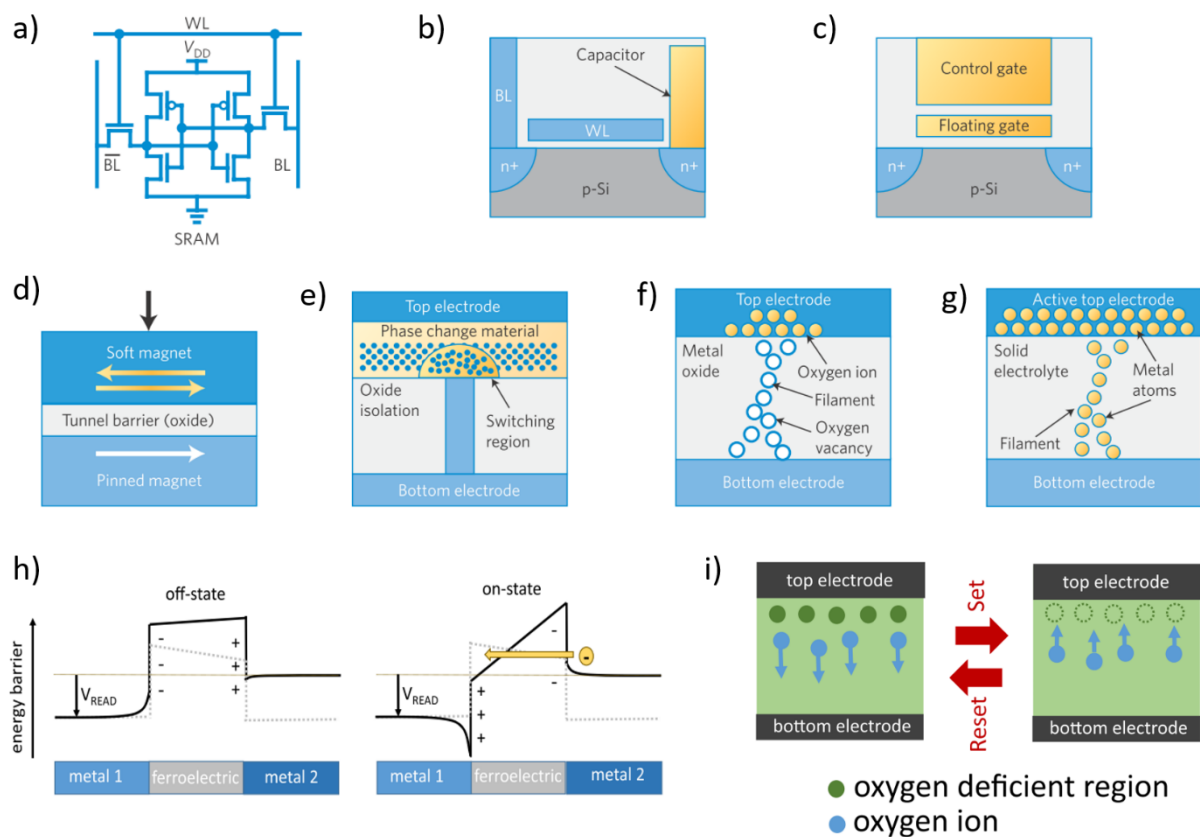 a)
WL
V_DD
B̅L̅
BL
SRAM
b)
Capacitor
BL
WL
n+
n+
p-Si
c)
Control gate
Floating gate
n+
n+
p-Si
d)
Soft magnet
Tunnel barrier (oxide)
Pinned magnet
e)
Top electrode
Phase change material
Oxide
isolation
Switching
region
Bottom electrode
f)
Top electrode
Metal
oxide
Oxygen ion
Filament
Oxygen
vacancy
Bottom electrode
g)
Active top electrode
Solid
electrolyte
Metal
atoms
Filament
Bottom electrode
h)
energy barrier
off-state
-
+
-
+
-
+
V_READ
metal 1
ferroelectric
metal 2
on-state
-
-
-
+
+
+
V_READ
metal 1
ferroelectric
metal 2
i)
top electrode
bottom electrode
Set
Reset
top electrode
bottom electrode
oxygen deficient region
oxygen ion